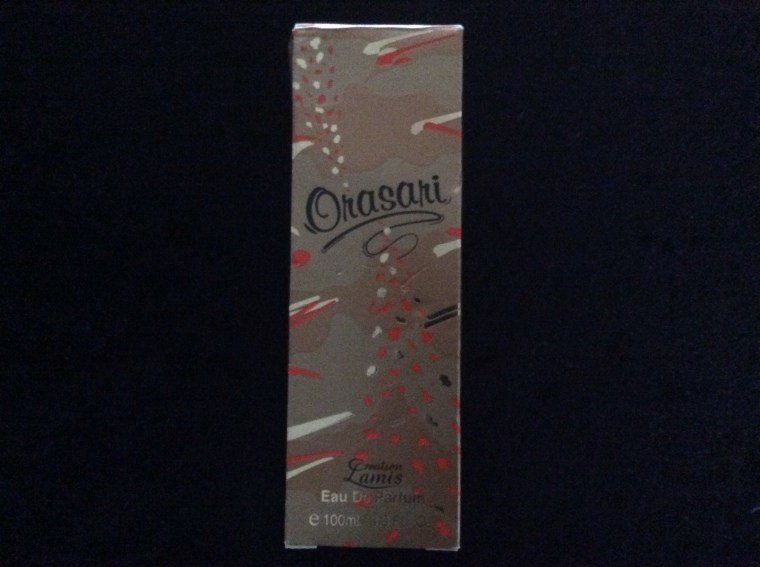 Orasari
Creation
Lamis
Eau De Parfum
e 100mL